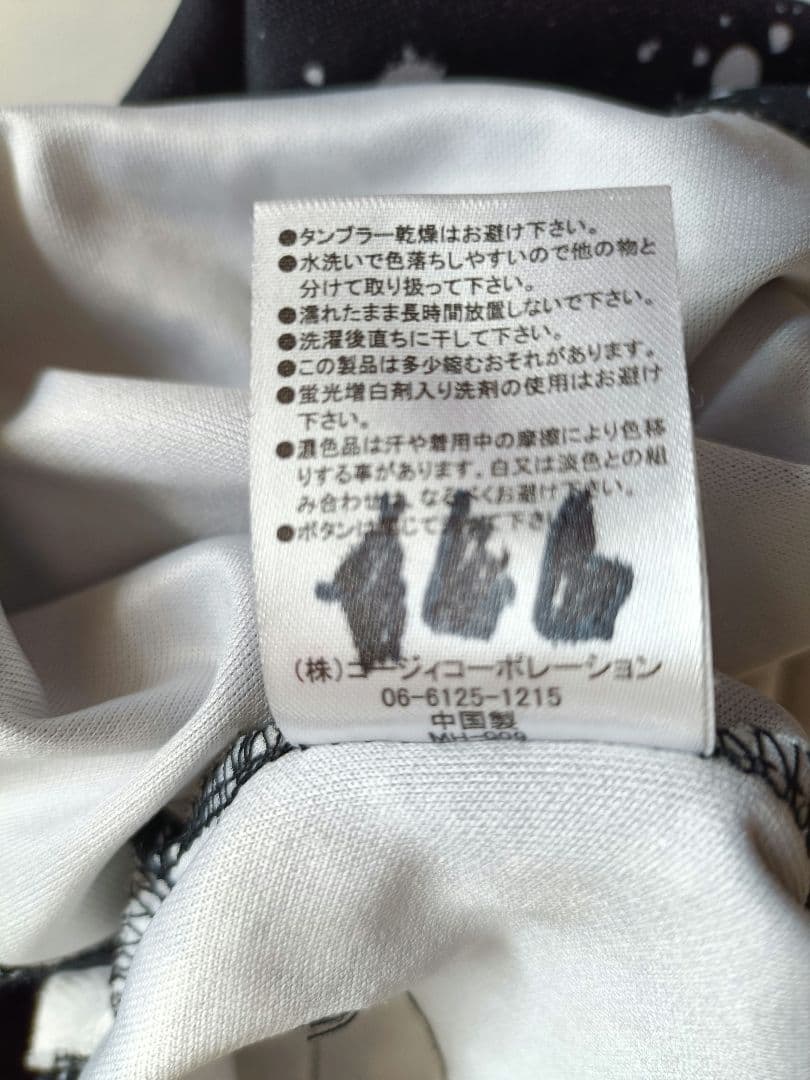 ●タンブラー乾燥はお避け下さい。
●水洗いで色落ちしやすいので他の物と
分けて取り扱って下さい。
●濡れたまま長時間放置しないで下さい。
●洗濯後直ちに干して下さい。
●この製品は多少縮むおそれがあります。
●蛍光増白剤入り洗剤の使用はお避け
下さい。
●濃色品は汗や着用中の摩擦により色移
りする事があります。白又は淡色との組
み合わせは、なるべくお避け下さい。
●ボタンは
(株)コージィコーポレーション
06-6125-1215
中国製